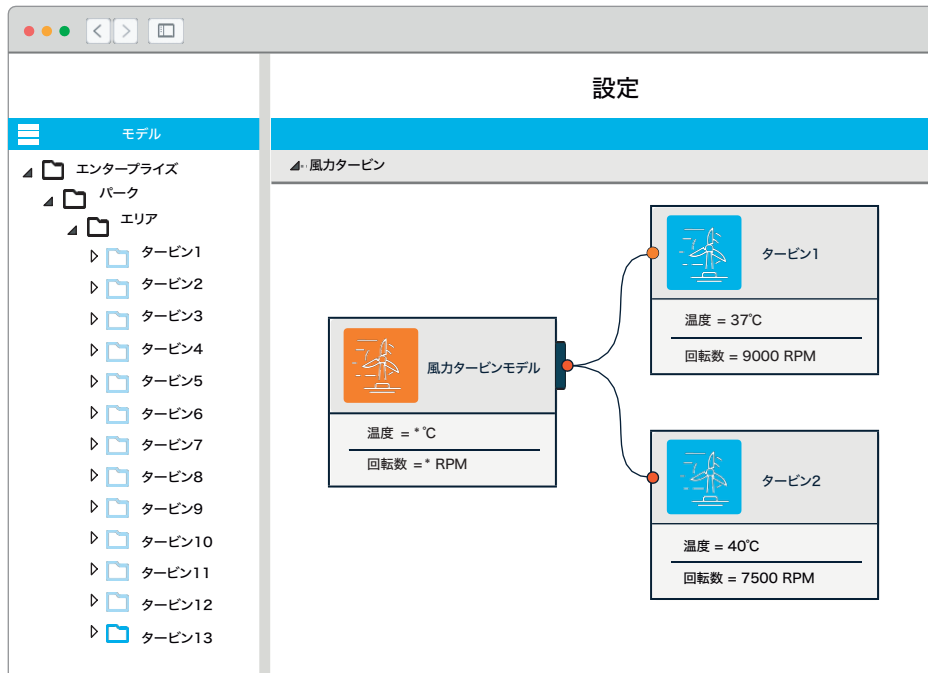 設定
モデル
エンタープライズ
パーク
エリア
タービン1
タービン2
タービン3
タービン4
タービン5
タービン6
タービン7
タービン8
タービン9
タービン10
タービン11
タービン12
タービン13
風力タービン
風力タービンモデル
温度 = *℃
回転数 =* RPM
タービン1
温度 = 37℃
回転数 = 9000 RPM
タービン2
温度 = 40℃
回転数 = 7500 RPM